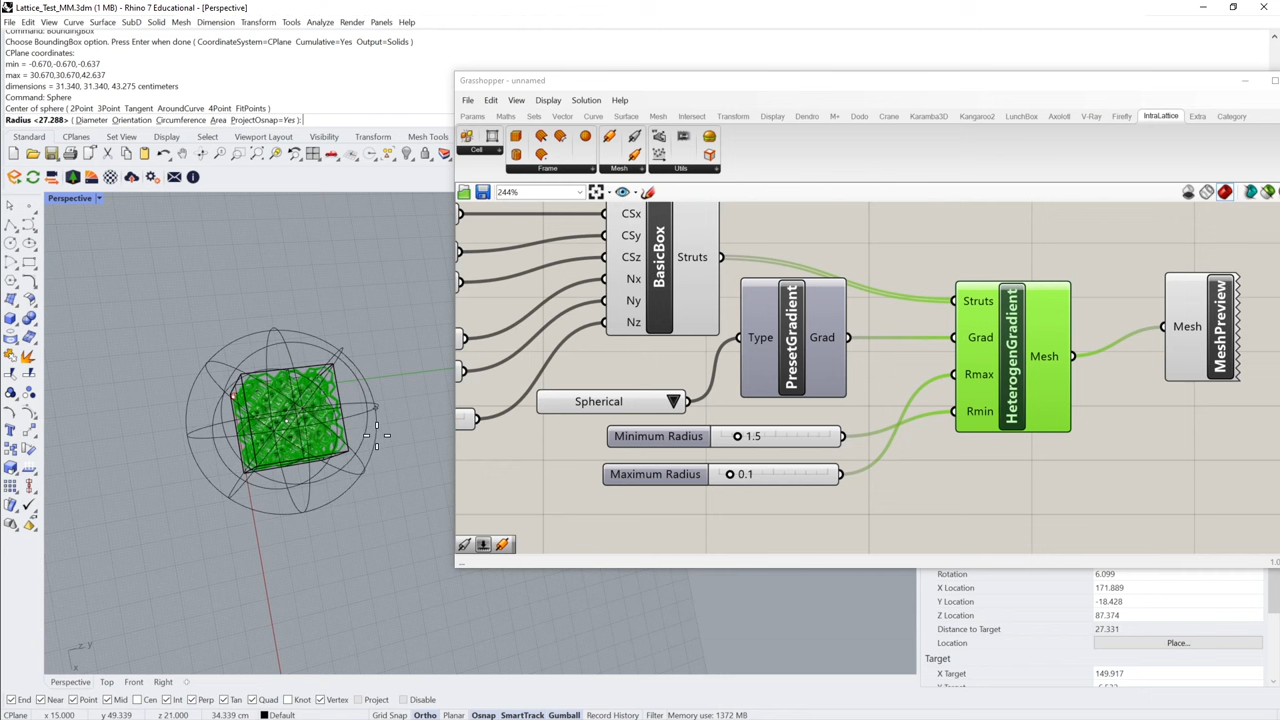 Lattice_Test_MM.3dm (1 MB) - Rhino 7 Educational - [Perspective]
File Edit View Curve Surface SubD Solid Mesh Dimension Transform Tools Analyze Render Panels Help
Command: BoundingBox
Choose BoundingBox option. Press Enter when done ( CoordinateSystem=CPlane Cumulative=Yes Output=Solids )
CPlane coordinates:
min = -0.670,-0.670,-0.637
max = 30.670,30.670,42.637
dimensions = 31.340, 31.340, 43.275 centimeters
Command: Sphere
Center of sphere ( 2Point 3Point Tangent AroundCurve 4Point FitPoints )
Radius <27.288> ( Diameter Orientation Circumference Area ProjectOsnap=Yes ):
Standard CPlanes Set View Display Select Viewport Layout Visibility Transform Mesh Tools
Perspective
Grasshopper - unnamed
File Edit View Display Solution Help
Params Maths Sets Vector Curve Surface Mesh Intersect Transform Display Dendro M+ Dodo Crane Karamba3D Kangaroo2 LunchBox Axolotl V-Ray Firefly IntraLattice Extra Category
Cell Frame Mesh Utils
244%
CSx
CSy
CSz
Nx
Ny
Nz
BasicBox
Struts
Type
PresetGradient
Grad
Struts
Grad
Rmax
Rmin
HeterogenGradient
Mesh
Mesh
MeshPreview
Spherical
Minimum Radius 1.5
Maximum Radius 0.1
Rotation 6.099
X Location 171.889
Y Location -18.428
Z Location 87.374
Distance to Target 27.331
Location Place...
Target
X Target 149.917
z y
x
Perspective Top Front Right
End Near Point Mid Cen Int Perp Tan Quad Knot Vertex Project Disable
CPlane x 15.000 y 49.339 z 21.000 34.339 cm Default Grid Snap Ortho Planar Osnap SmartTrack Gumball Record History Filter Memory use: 1372 MB